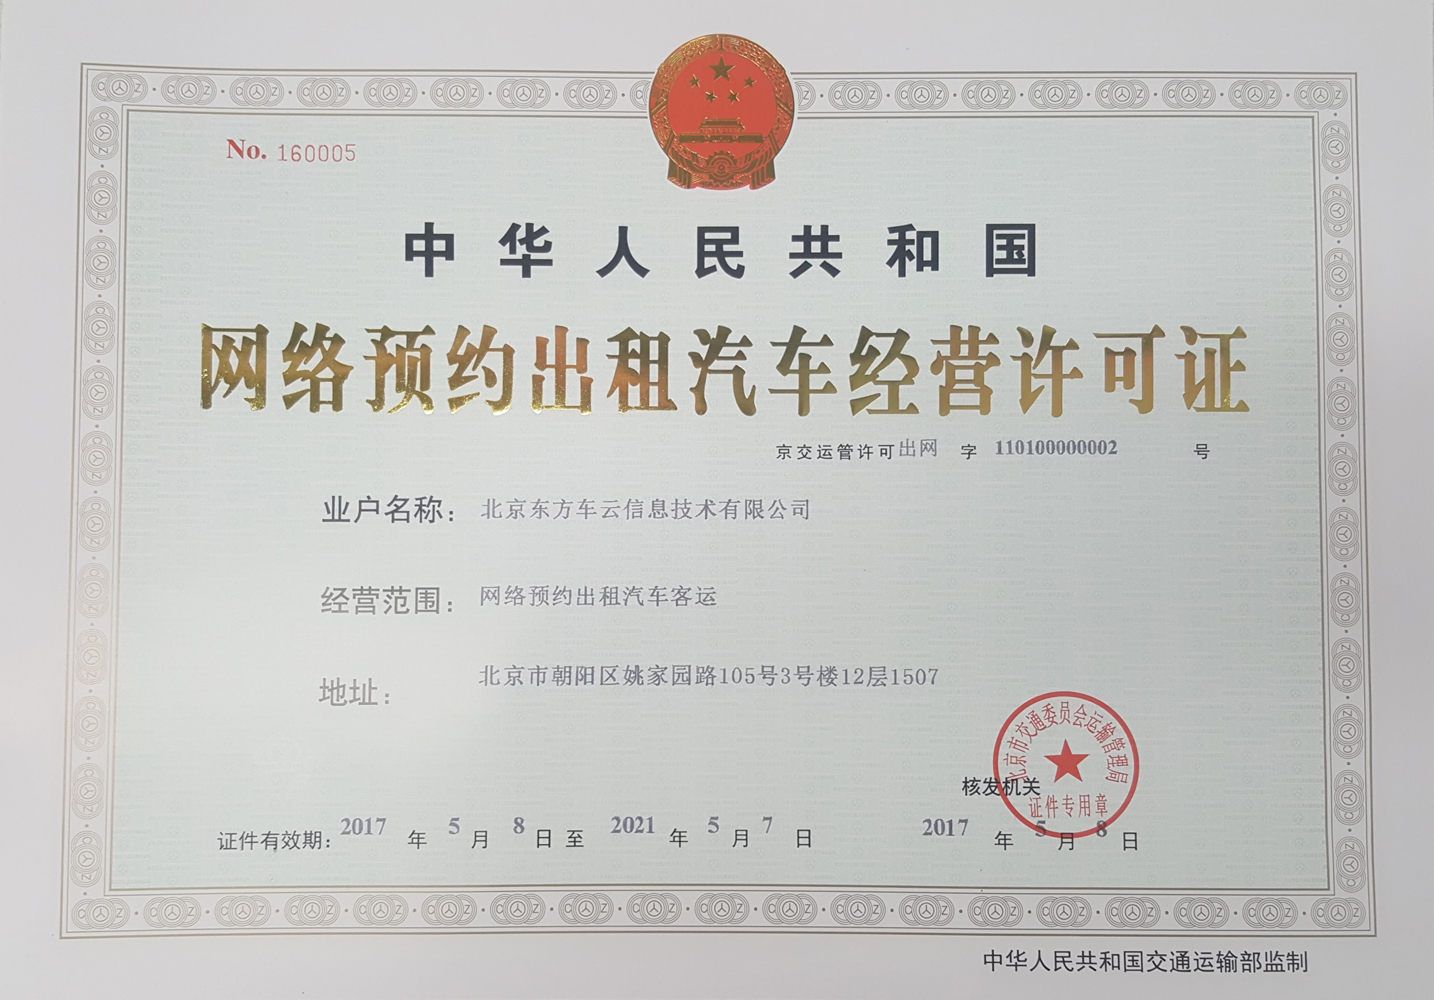 No. 160005
中华人民共和国
网络预约出租汽车经营许可证
京交运管许可出网 字 110100000002 号
业户名称： 北京东方车云信息技术有限公司
经营范围： 网络预约出租汽车客运
地址： 北京市朝阳区姚家园路105号3号楼12层1507
北京市交通委员会运输管理局
核发机关
证件专用章
证件有效期： 2017 年 5 月 8 日 至 2021 年 5 月 7 日
2017 年 5 月 8 日
中华人民共和国交通运输部监制